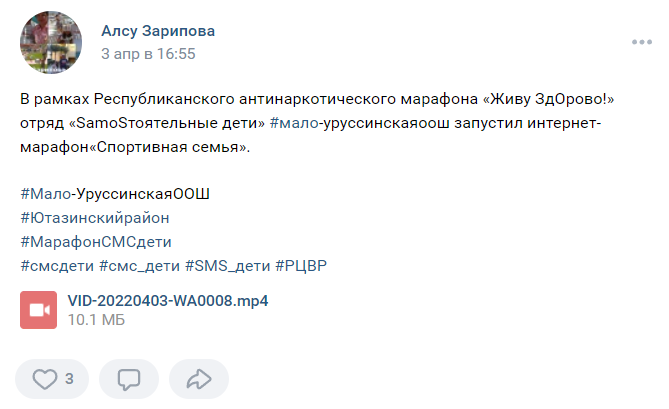 Алсу Зарипова
3 апр в 16:55
В рамках Республиканского антинаркотического марафона «Живу ЗдОрово!»
отряд «SamoSтоятельные дети» #мало-уруссинскаяоош запустил интернет-
марафон«Спортивная семья».
#Мало-УруссинскаяООШ
#Ютазинскийрайон
#МарафонСМСдети
#смсдети #смс_дети #SMS_дети #РЦВР
VID-20220403-WA0008.mp4
10.1 МБ
3